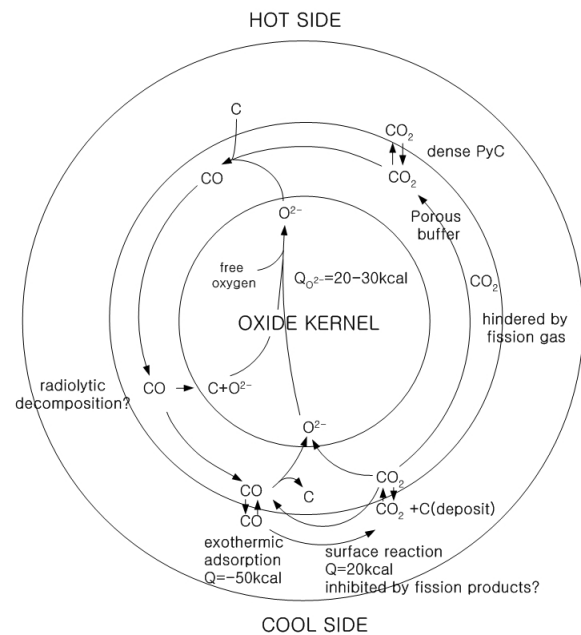 HOT SIDE
C
CO₂
dense PyC
CO₂
CO
Porous
buffer
O²⁻
free
oxygen
Q_O²⁻=20-30kcal
CO₂
OXIDE KERNEL
hindered by
fission gas
radiolytic
decomposition?
CO
C+O²⁻
O²⁻
CO
C
CO₂
CO
CO₂ +C(deposit)
exothermic
adsorption
Q=-50kcal
surface reaction
Q=20kcal
inhibited by fission products?
COOL SIDE